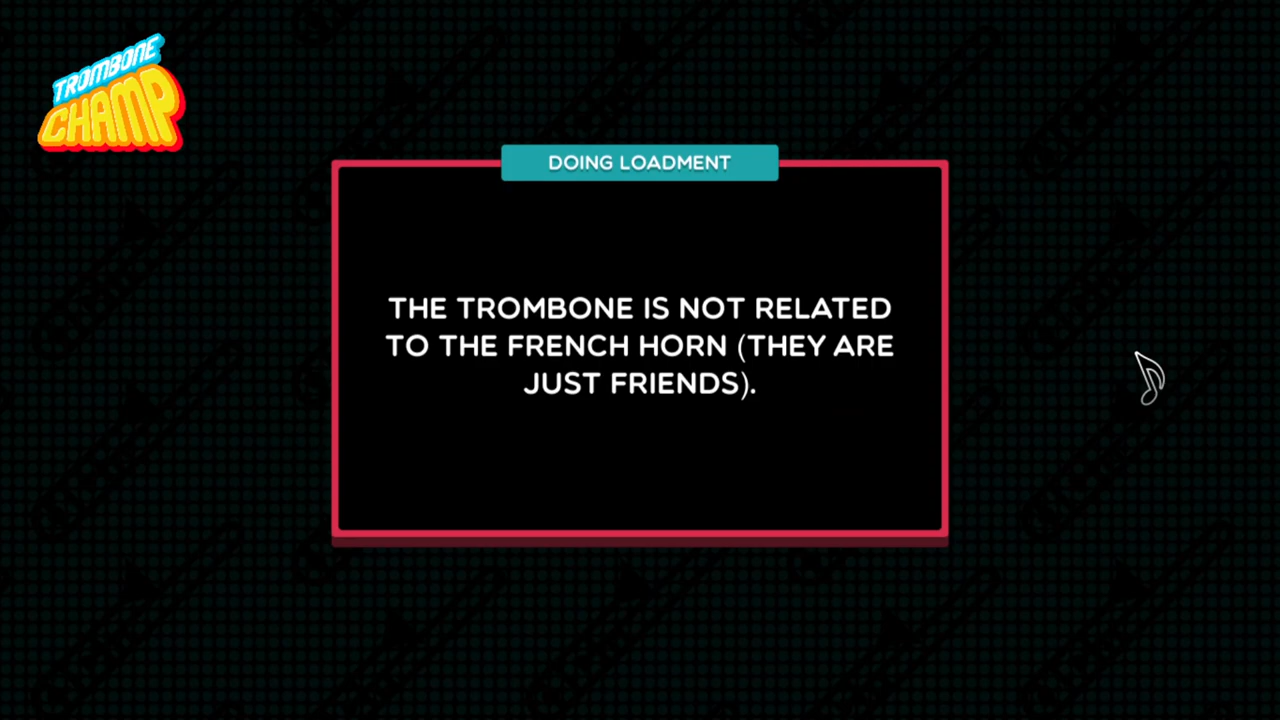 TROMBONE
CHAMP
DOING LOADMENT
THE TROMBONE IS NOT RELATED
TO THE FRENCH HORN (THEY ARE
JUST FRIENDS).